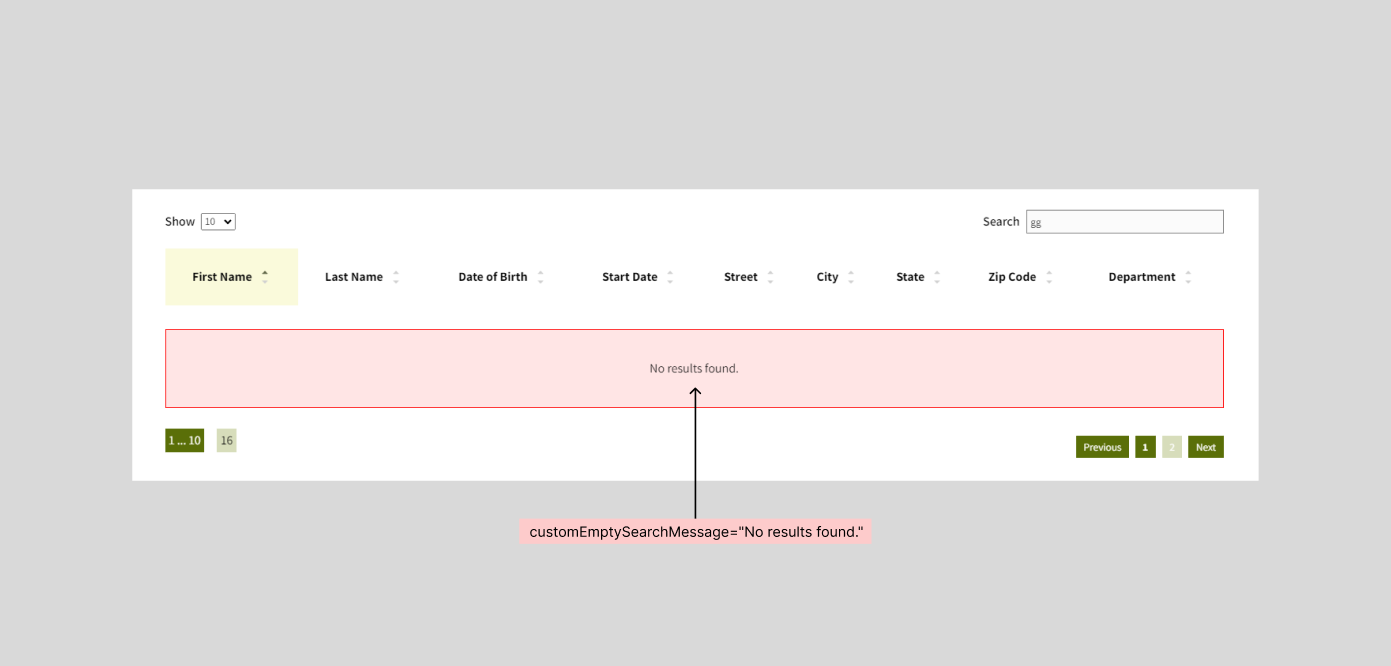 Show 10 Search gg
First Name Last Name Date of Birth Start Date Street City State Zip Code Department
No results found.
1 ... 10 16 Previous 1 2 Next
customEmptySearchMessage="No results found."